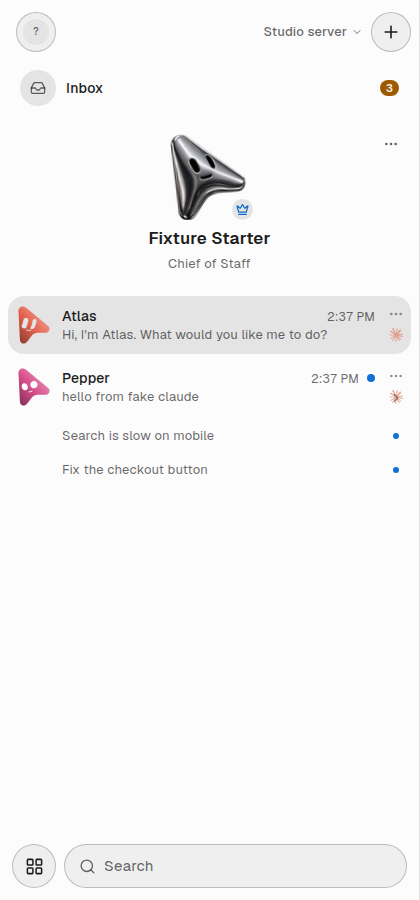 ?
Studio server
Inbox
3
Fixture Starter
Chief of Staff
Atlas
2:37 PM
Hi, I'm Atlas. What would you like me to do?
Pepper
2:37 PM
hello from fake claude
Search is slow on mobile
Fix the checkout button
Search